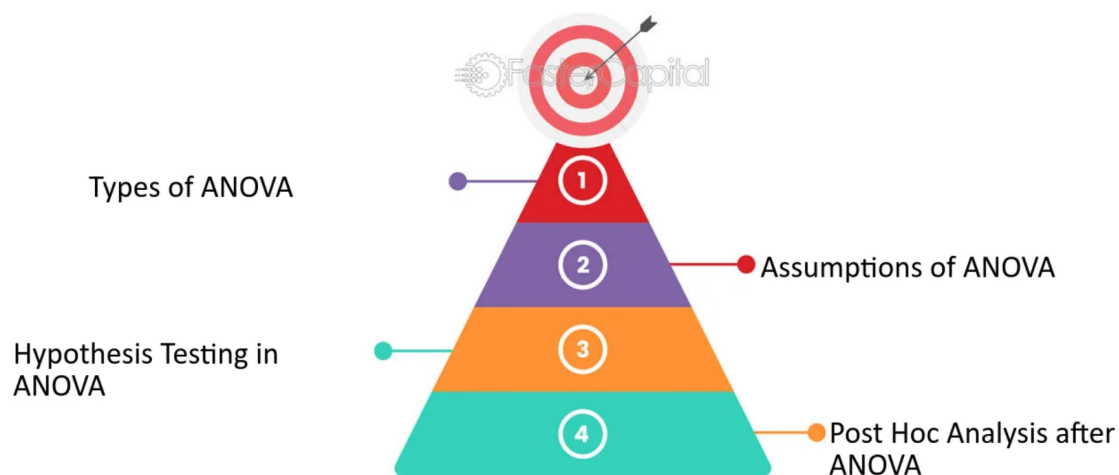 FasterCapital
1
Types of ANOVA
2
Assumptions of ANOVA
3
Hypothesis Testing in
ANOVA
4
Post Hoc Analysis after
ANOVA